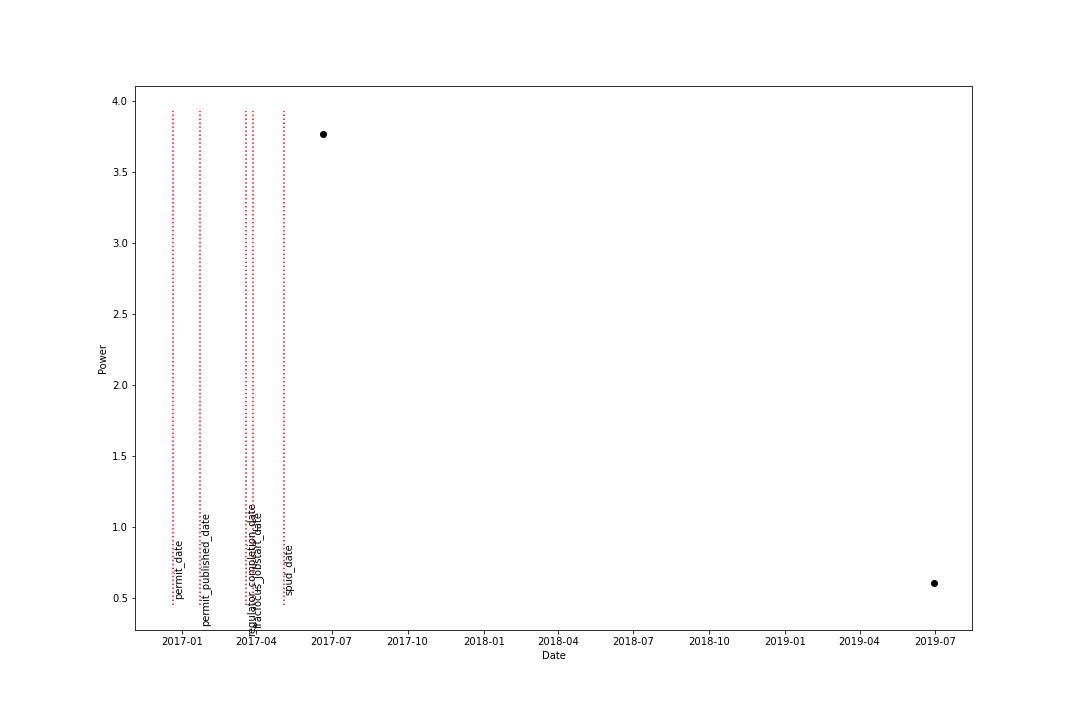 4.0
3.5
3.0
2.5
2.0
1.5
1.0
0.5
Power
permit_date
permit_published_date
regulator_completion_date
fracfocus_jobstart_date
spud_date
2017-01
2017-04
2017-07
2017-10
2018-01
2018-04
2018-07
2018-10
2019-01
2019-04
2019-07
Date